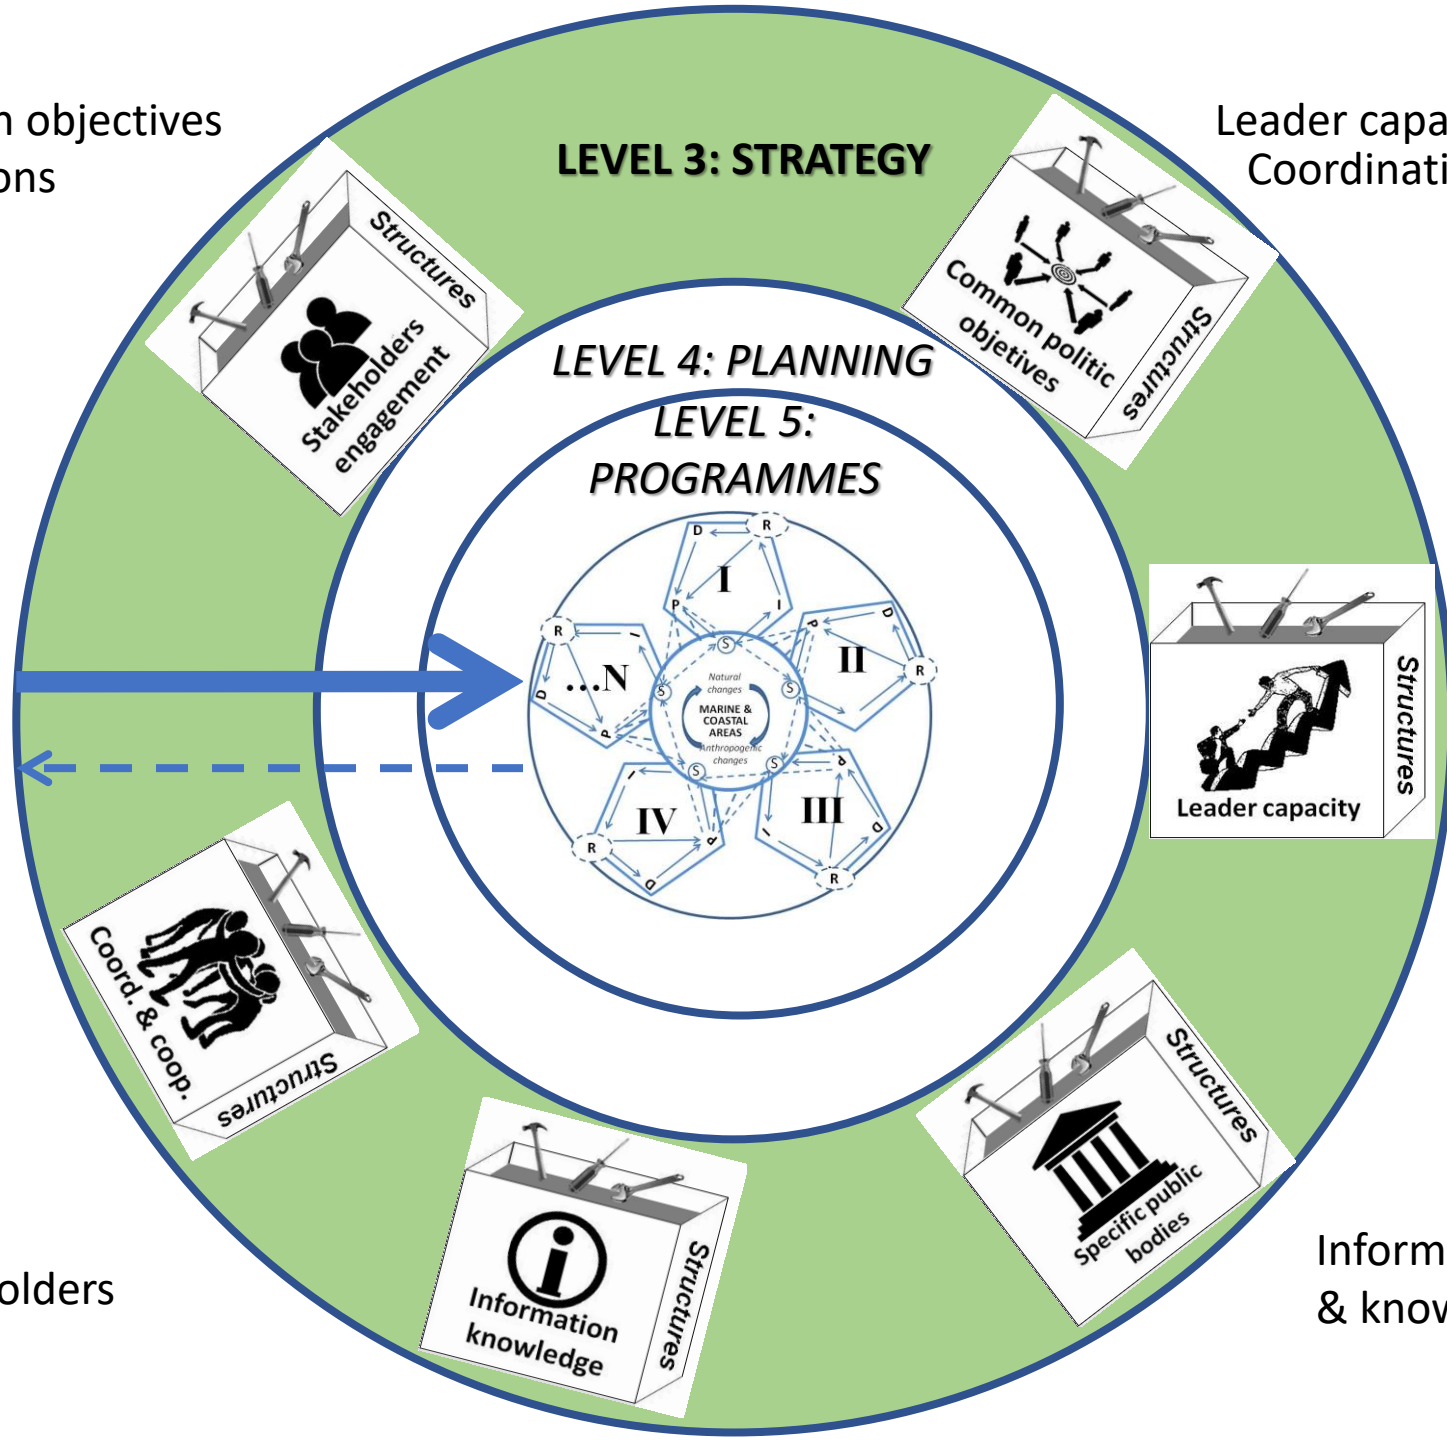 n objectives
ons
Leader capa
Coordinati
LEVEL 3: STRATEGY
Structures
Stakeholders
engagement
Common politic
objetives
Structures
LEVEL 4: PLANNING
LEVEL 5:
PROGRAMMES
D
R
I
P
I
S
R
I
…N
D
P
S
P
D
II
R
S
Natural
changes
MARINE &
COASTAL
AREAS
Anthropogenic
changes
S
S
I
IV
R
P
D
P
III
I
D
R
Structures
Leader capacity
Coord. & coop.
Structures
Structures
Specific public
bodies
Information
knowledge
Structures
olders
Inform
& know